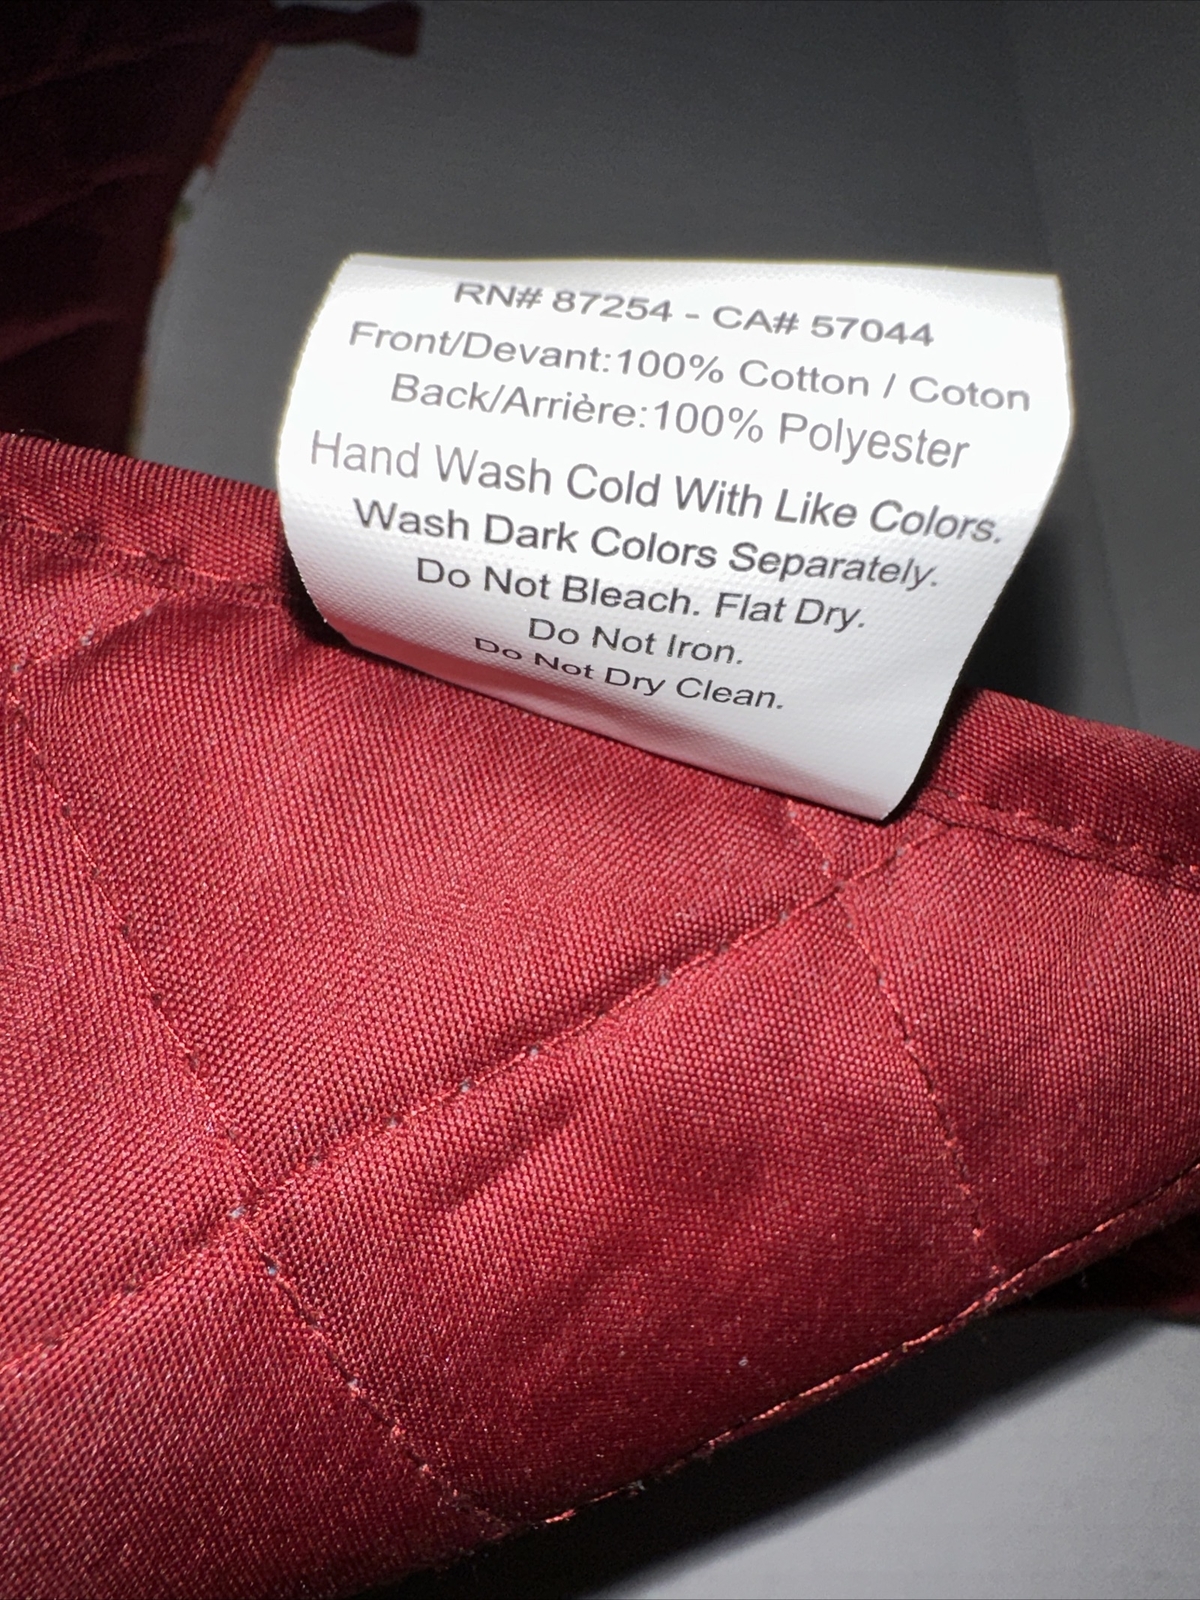 RN# 87254 - CA# 57044
Front/Devant:100% Cotton / Coton
Back/Arrière:100% Polyester
Hand Wash Cold With Like Colors.
Wash Dark Colors Separately.
Do Not Bleach. Flat Dry.
Do Not Iron.
Do Not Dry Clean.